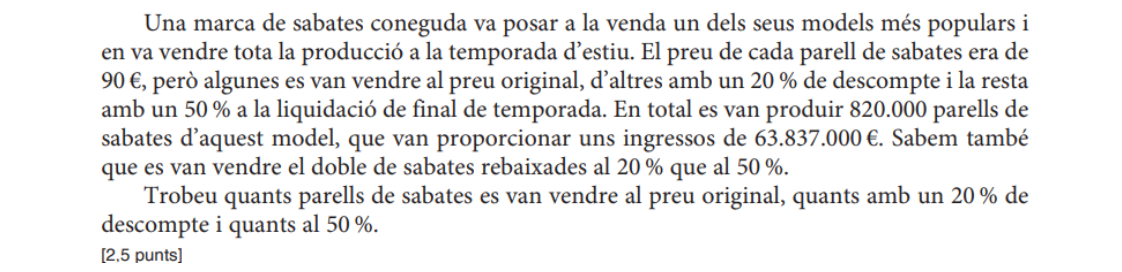 Una marca de sabates coneguda va posar a la venda un dels seus models més populars i
en va vendre tota la producció a la temporada d’estiu. El preu de cada parell de sabates era de
90 €, però algunes es van vendre al preu original, d’altres amb un 20 % de descompte i la resta
amb un 50 % a la liquidació de final de temporada. En total es van produir 820.000 parells de
sabates d’aquest model, que van proporcionar uns ingressos de 63.837.000 €. Sabem també
que es van vendre el doble de sabates rebaixades al 20 % que al 50 %.
Trobeu quants parells de sabates es van vendre al preu original, quants amb un 20 % de
descompte i quants al 50 %.
[2,5 punts]